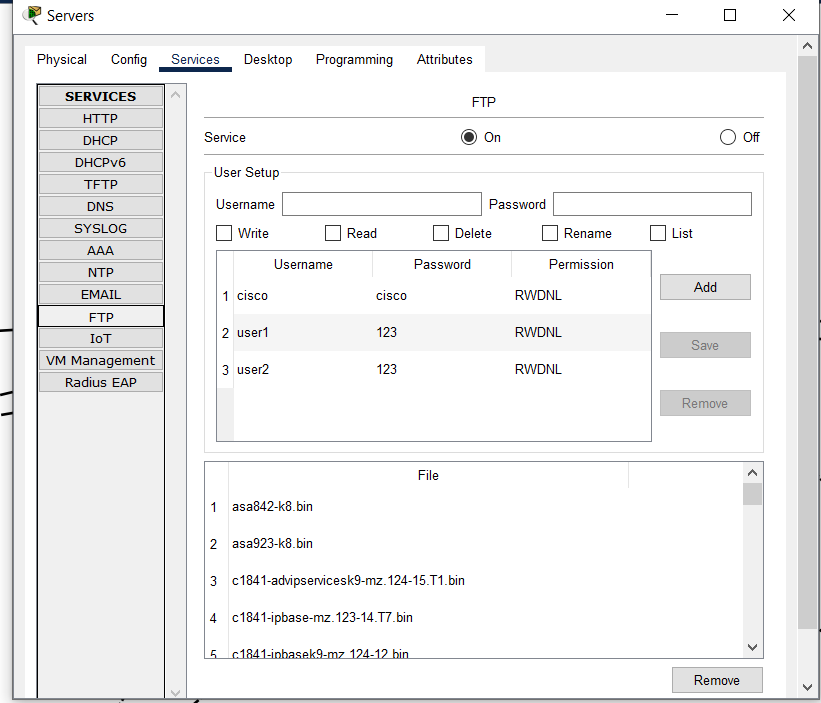 Servers
Physical Config Services Desktop Programming Attributes
SERVICES
HTTP
DHCP
DHCPv6
TFTP
DNS
SYSLOG
AAA
NTP
EMAIL
FTP
IoT
VM Management
Radius EAP
FTP
Service On Off
User Setup
Username Password
Write Read Delete Rename List
Username Password Permission
1 cisco cisco RWDNL
2 user1 123 RWDNL
3 user2 123 RWDNL
Add
Save
Remove
File
1 asa842-k8.bin
2 asa923-k8.bin
3 c1841-advipservicesk9-mz.124-15.T1.bin
4 c1841-ipbase-mz.123-14.T7.bin
5 c1841-ipbasek9-mz.124-12.bin
Remove